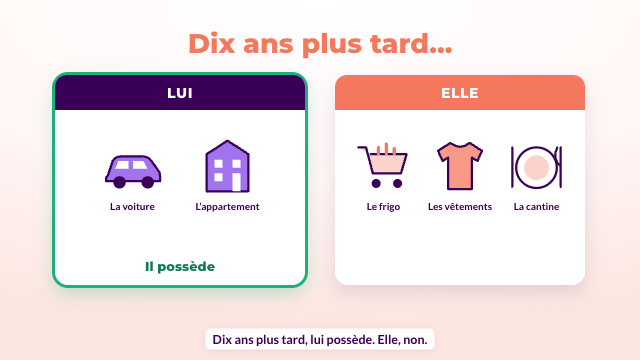 Dix ans plus tard...
LUI
La voiture
L'appartement
Il possède
ELLE
Le frigo
Les vêtements
La cantine
Dix ans plus tard, lui possède. Elle, non.